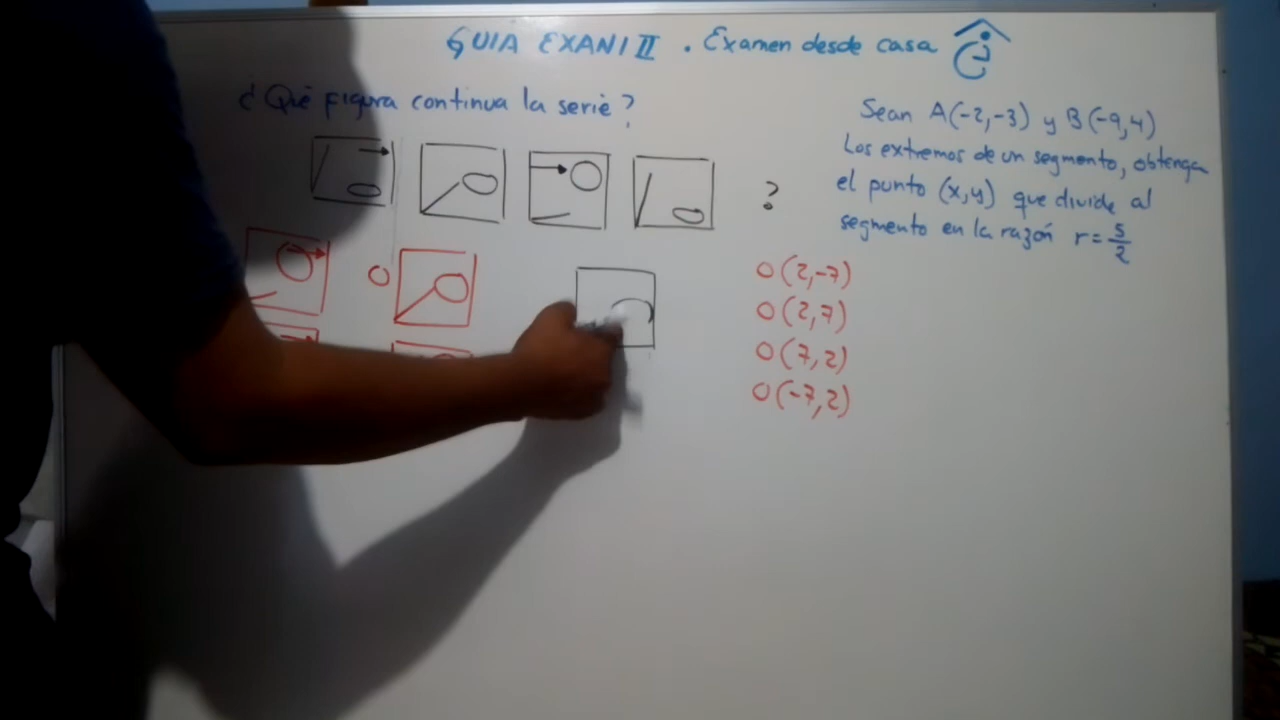 GUIA EXANI II . Examen desde casa
¿Qué figura continua la serie?
?
Sean A(-2,-3) y B(-9,4)
Los extremos de un segmento, obtenga
el punto (x,y) que divide al
segmento en la razón r=5/2
O(2,-7)
O(2,7)
O(7,2)
O(-7,2)